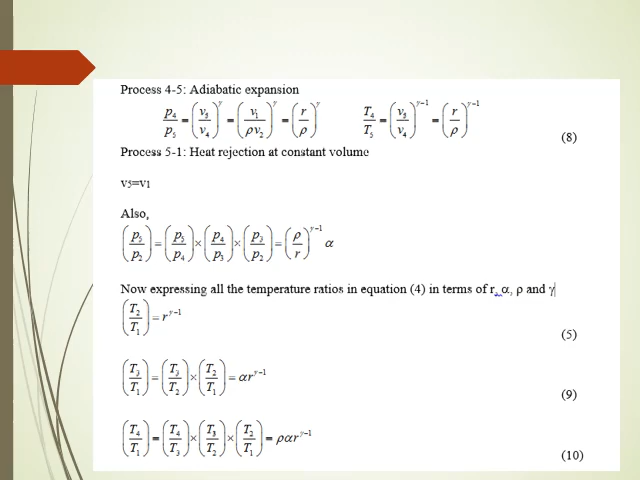 Process 4-5: Adiabatic expansion
p4/p5 = (v5/v4)^γ = (v1/ρv2)^γ = (r/ρ)^γ    T4/T5 = (v5/v4)^(γ−1) = (r/ρ)^(γ−1)    (8)
Process 5-1: Heat rejection at constant volume
v5=v1
Also,
(p5/p2) = (p5/p4) × (p4/p3) × (p3/p2) = (ρ/r)^(γ−1) α
Now expressing all the temperature ratios in equation (4) in terms of r, α, ρ and γ
(T2/T1) = r^(γ−1)    (5)
(T3/T1) = (T3/T2) × (T2/T1) = αr^(γ−1)    (9)
(T4/T1) = (T4/T3) × (T3/T2) × (T2/T1) = ραr^(γ−1)    (10)